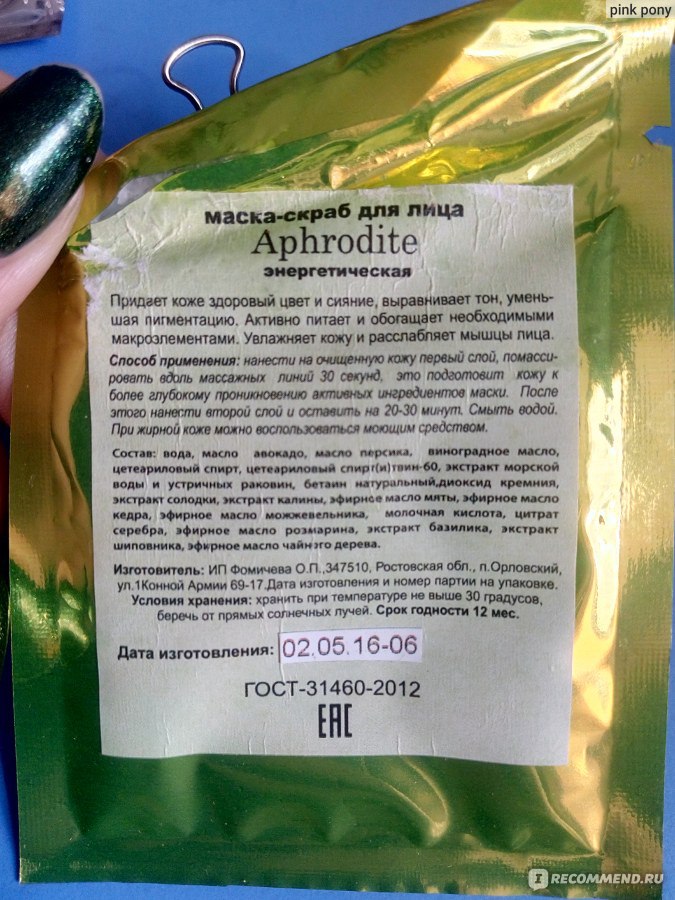 pink pony
маска-скраб для лица
Aphrodite
энергетическая
Придает коже здоровый цвет и сияние, выравнивает тон, умень-
шая пигментацию. Активно питает и обогащает необходимыми
макроэлементами. Увлажняет кожу и расслабляет мышцы лица.
Способ применения: нанести на очищенную кожу первый слой, помасси-
ровать вдоль массажных линий 30 секунд, это подготовит кожу к
более глубокому проникновению активных ингредиентов маски. После
этого нанести второй слой и оставить на 20-30 минут. Смыть водой.
При жирной коже можно воспользоваться моющим средством.
Состав: вода, масло авокадо, масло персика, виноградное масло,
цетеариловый спирт, цетеариловый спирт(и)твин-60, экстракт морской
воды и устричных раковин, бетаин натуральный,диоксид кремния,
экстракт солодки, экстракт калины, эфирное масло мяты, эфирное масло
кедра, эфирное масло можжевельника, молочная кислота, цитрат
серебра, эфирное масло розмарина, экстракт базилика, экстракт
шиповника, эфирное масло чайного дерева.
Изготовитель: ИП Фомичева О.П.,347510, Ростовская обл., п.Орловский,
ул.1Конной Армии 69-17.Дата изготовления и номер партии на упаковке.
Условия хранения: хранить при температуре не выше 30 градусов,
беречь от прямых солнечных лучей. Срок годности 12 мес.
Дата изготовления: 02.05.16-06
ГОСТ-31460-2012
EAC
IRECOMMEND.RU